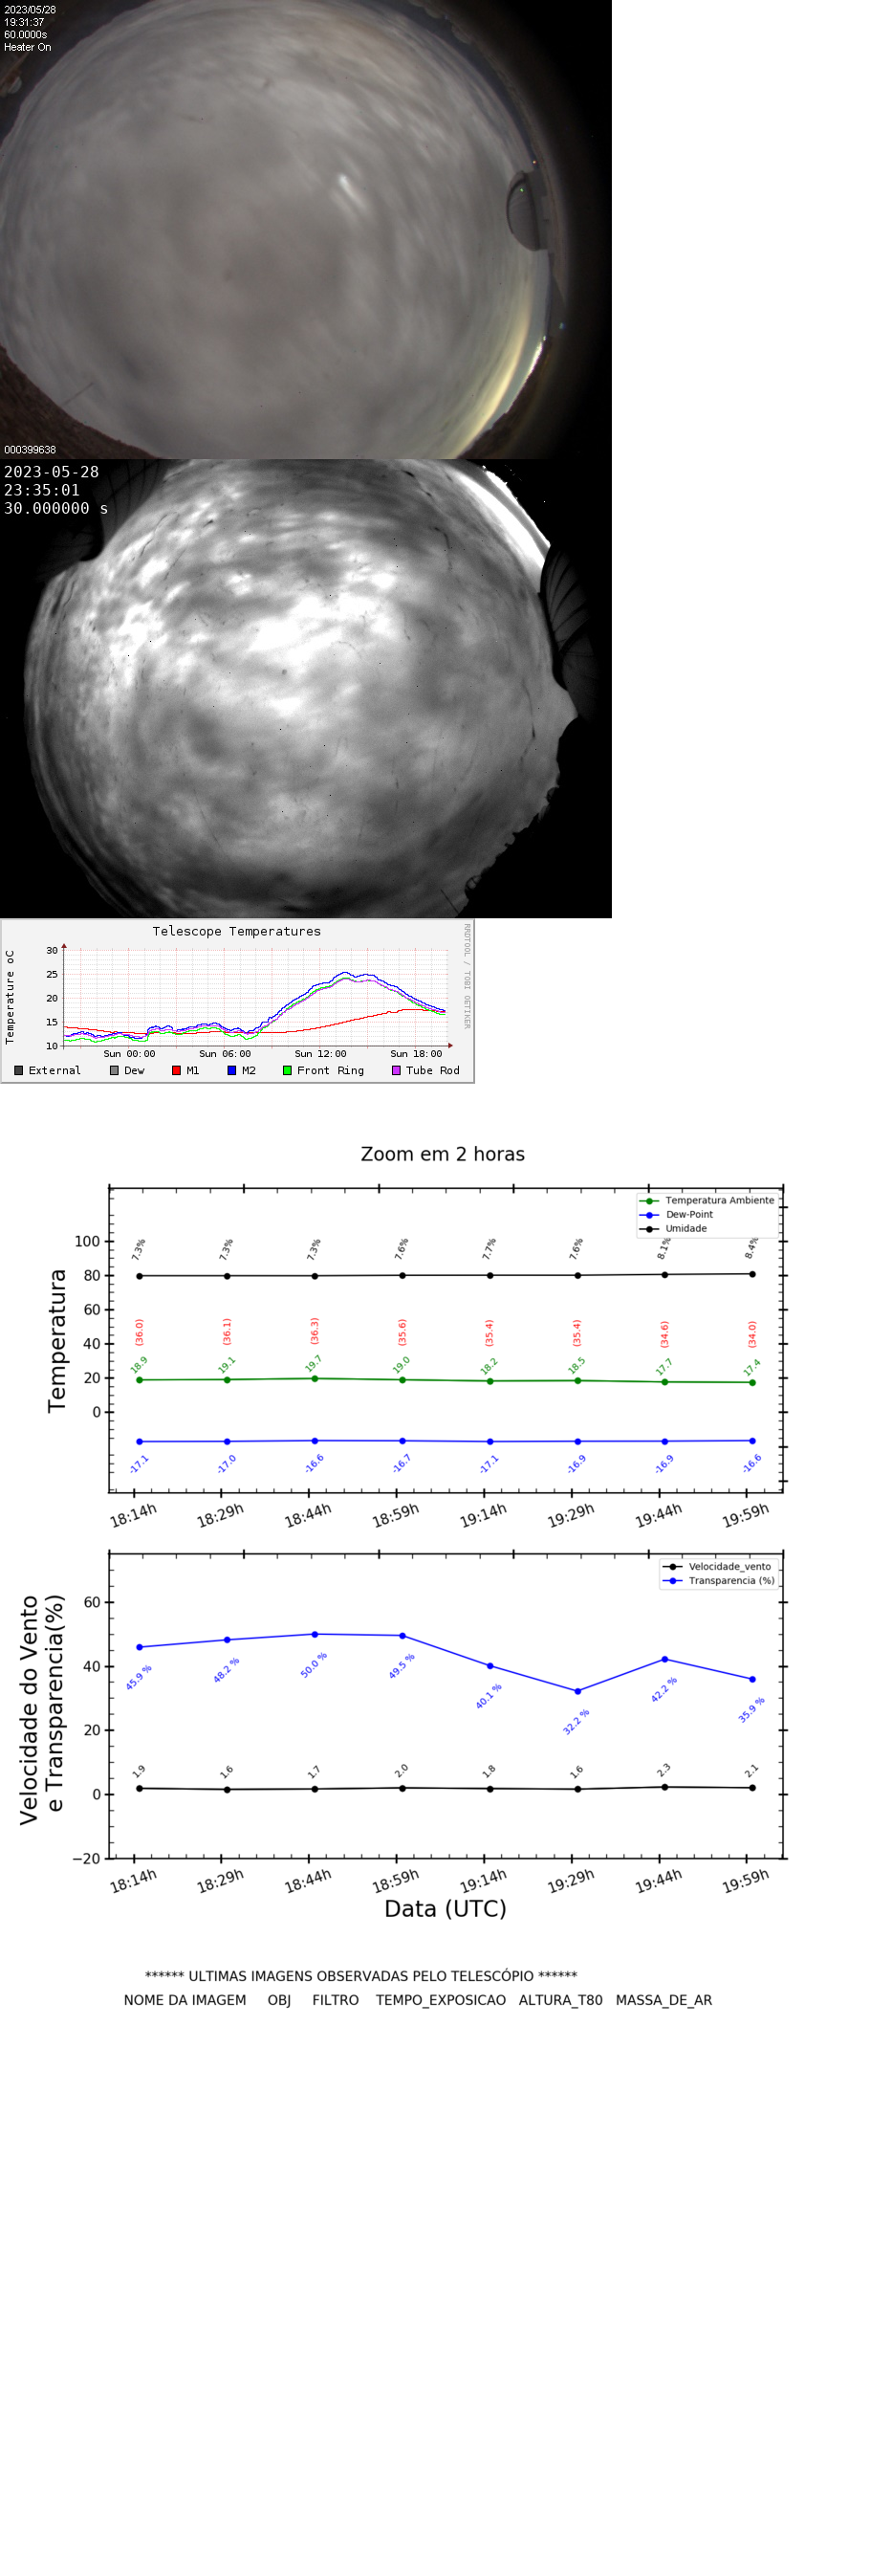 2023/05/28
19:31:37
60.0000s
Heater On
000399638
2023-05-28
23:35:01
30.000000 s
Telescope Temperatures
RRDTOOL / TOBI OETIKER
Temperature oC
30
25
20
15
10
Sun 00:00 Sun 06:00 Sun 12:00 Sun 18:00
External Dew M1 M2 Front Ring Tube Rod
Zoom em 2 horas
Temperatura Ambiente
Dew-Point
Umidade
Temperatura
100
80
60
40
20
0
7.3% 7.3% 7.3% 7.6% 7.7% 7.6% 8.1% 8.4%
(36.0) (36.1) (36.3) (35.6) (35.4) (35.4) (34.6) (34.0)
18.9 19.1 19.7 19.0 18.2 18.5 17.7 17.4
-17.1 -17.0 -16.6 -16.7 -17.1 -16.9 -16.9 -16.6
18:14h 18:29h 18:44h 18:59h 19:14h 19:29h 19:44h 19:59h
Velocidade_vento
Transparencia (%)
Velocidade do Vento
e Transparencia(%)
60
40
20
0
−20
45.9 % 48.2 % 50.0 % 49.5 % 40.1 % 32.2 % 42.2 % 35.9 %
1.9 1.6 1.7 2.0 1.8 1.6 2.3 2.1
18:14h 18:29h 18:44h 18:59h 19:14h 19:29h 19:44h 19:59h
Data (UTC)
****** ULTIMAS IMAGENS OBSERVADAS PELO TELESCÓPIO ******
NOME DA IMAGEM OBJ FILTRO TEMPO_EXPOSICAO ALTURA_T80 MASSA_DE_AR